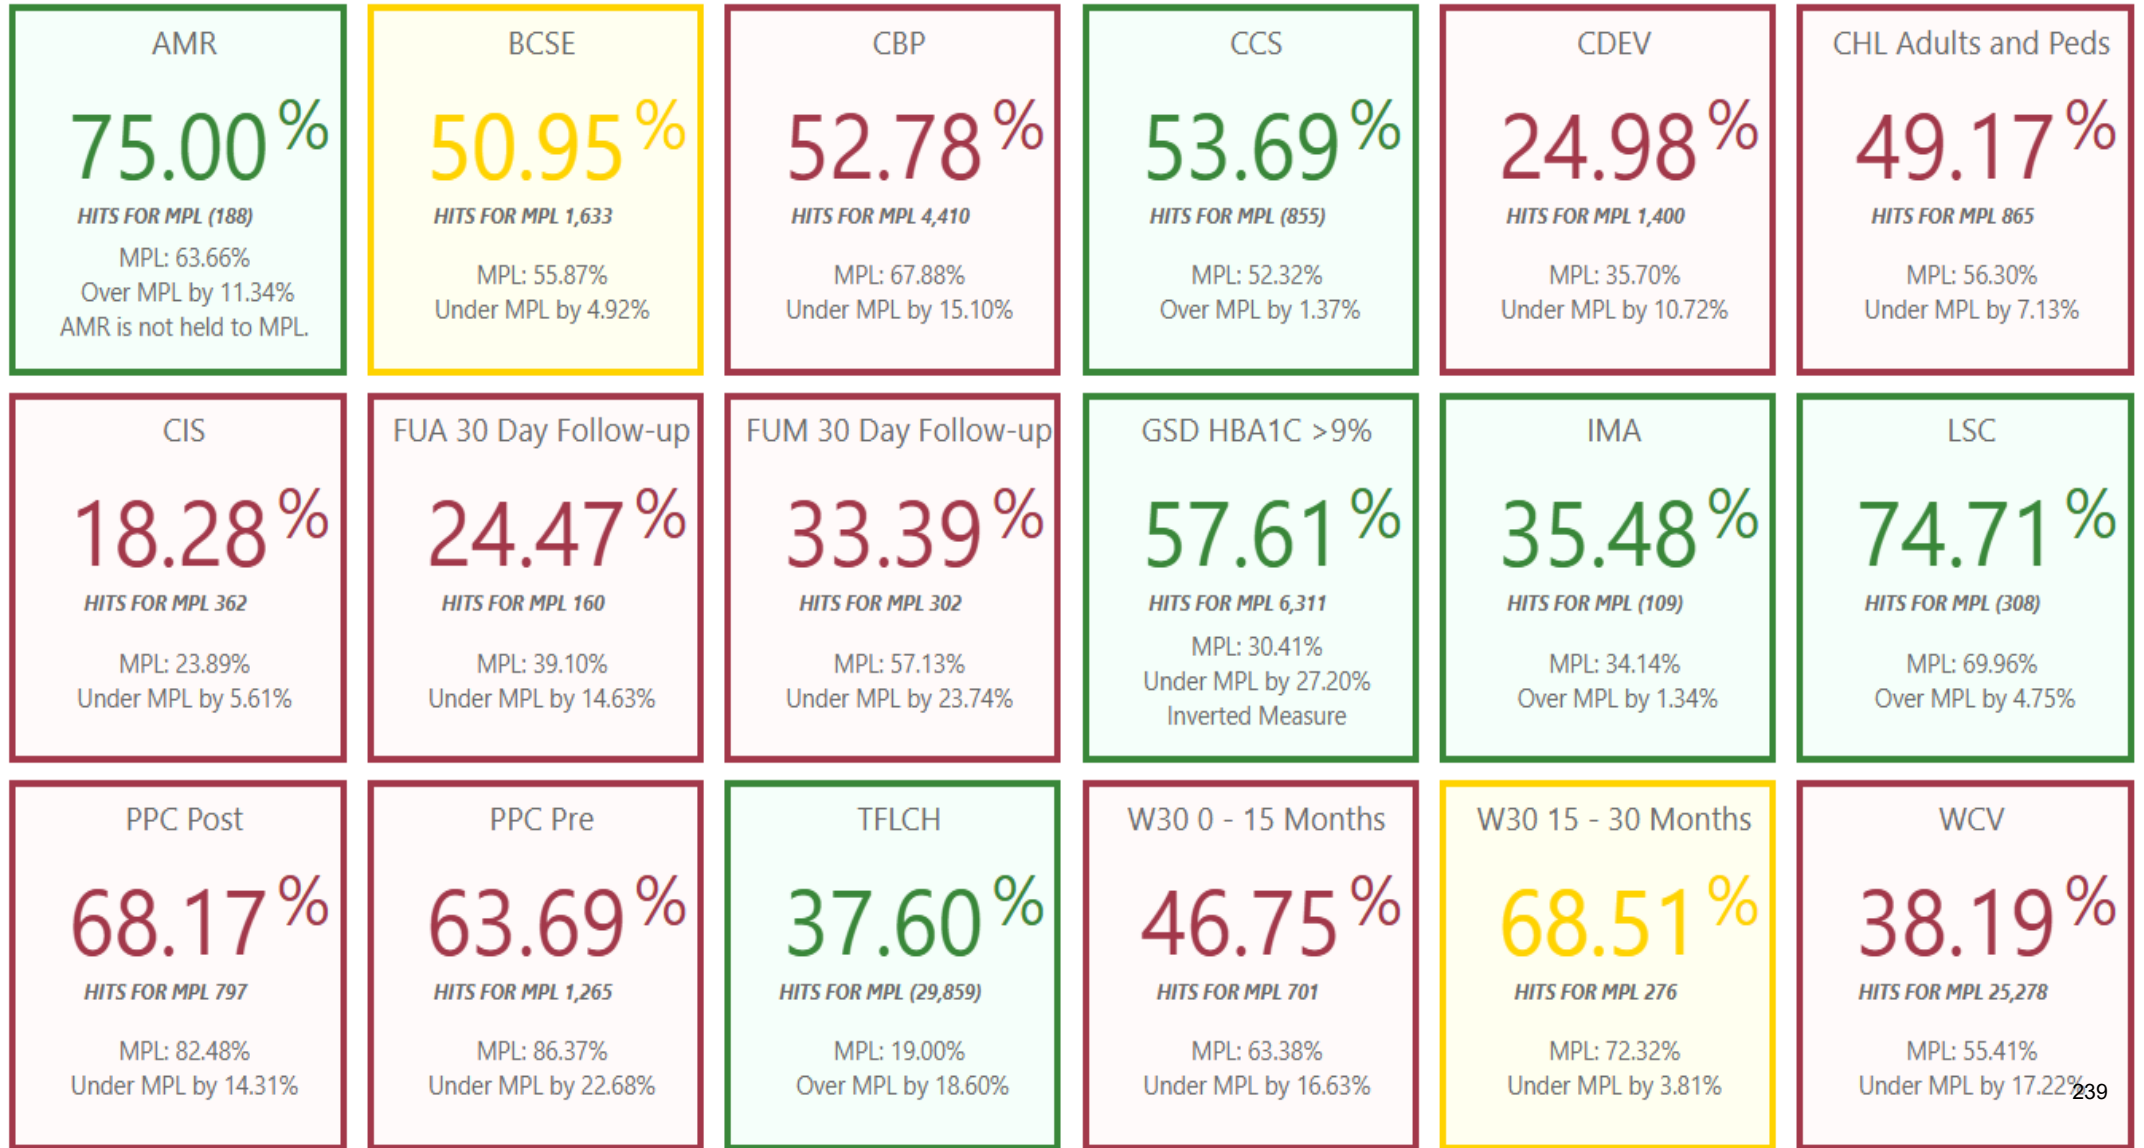 AMR
75.00%
HITS FOR MPL (188)
MPL: 63.66%
Over MPL by 11.34%
AMR is not held to MPL.
BCSE
50.95%
HITS FOR MPL 1,633
MPL: 55.87%
Under MPL by 4.92%
CBP
52.78%
HITS FOR MPL 4,410
MPL: 67.88%
Under MPL by 15.10%
CCS
53.69%
HITS FOR MPL (855)
MPL: 52.32%
Over MPL by 1.37%
CDEV
24.98%
HITS FOR MPL 1,400
MPL: 35.70%
Under MPL by 10.72%
CHL Adults and Peds
49.17%
HITS FOR MPL 865
MPL: 56.30%
Under MPL by 7.13%
CIS
18.28%
HITS FOR MPL 362
MPL: 23.89%
Under MPL by 5.61%
FUA 30 Day Follow-up
24.47%
HITS FOR MPL 160
MPL: 39.10%
Under MPL by 14.63%
FUM 30 Day Follow-up
33.39%
HITS FOR MPL 302
MPL: 57.13%
Under MPL by 23.74%
GSD HBA1C >9%
57.61%
HITS FOR MPL 6,311
MPL: 30.41%
Under MPL by 27.20%
Inverted Measure
IMA
35.48%
HITS FOR MPL (109)
MPL: 34.14%
Over MPL by 1.34%
LSC
74.71%
HITS FOR MPL (308)
MPL: 69.96%
Over MPL by 4.75%
PPC Post
68.17%
HITS FOR MPL 797
MPL: 82.48%
Under MPL by 14.31%
PPC Pre
63.69%
HITS FOR MPL 1,265
MPL: 86.37%
Under MPL by 22.68%
TFLCH
37.60%
HITS FOR MPL (29,859)
MPL: 19.00%
Over MPL by 18.60%
W30 0 - 15 Months
46.75%
HITS FOR MPL 701
MPL: 63.38%
Under MPL by 16.63%
W30 15 - 30 Months
68.51%
HITS FOR MPL 276
MPL: 72.32%
Under MPL by 3.81%
WCV
38.19%
HITS FOR MPL 25,278
MPL: 55.41%
Under MPL by 17.22%
239